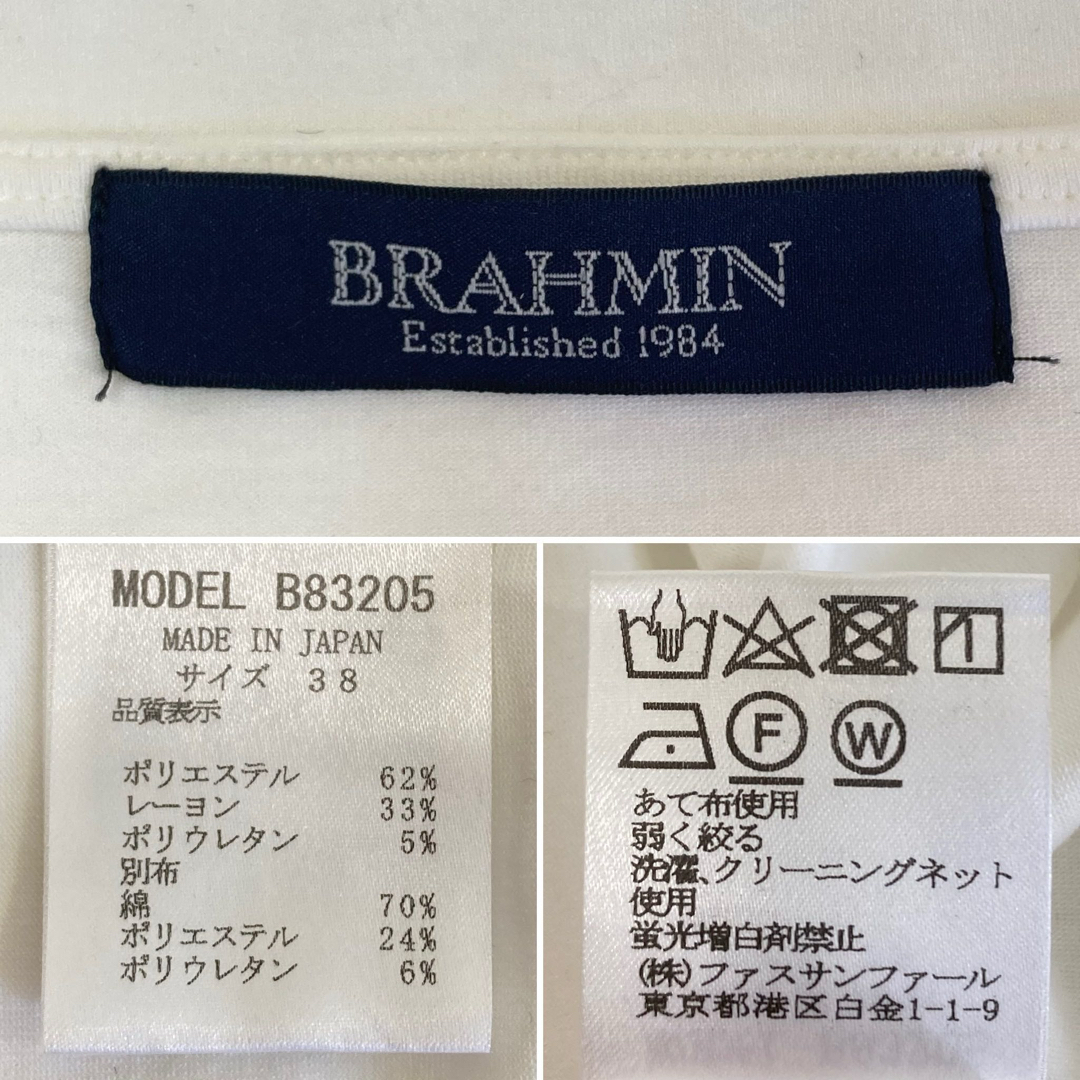 BRAHMIN
Established 1984
MODEL B83205
MADE IN JAPAN
サイズ 38
品質表示
ポリエステル 62%
レーヨン 33%
ポリウレタン 5%
別布
綿 70%
ポリエステル 24%
ポリウレタン 6%
F W
あて布使用
弱く絞る
洗濯、クリーニングネット
使用
蛍光増白剤禁止
(株)ファスサンファール
東京都港区白金1-1-9